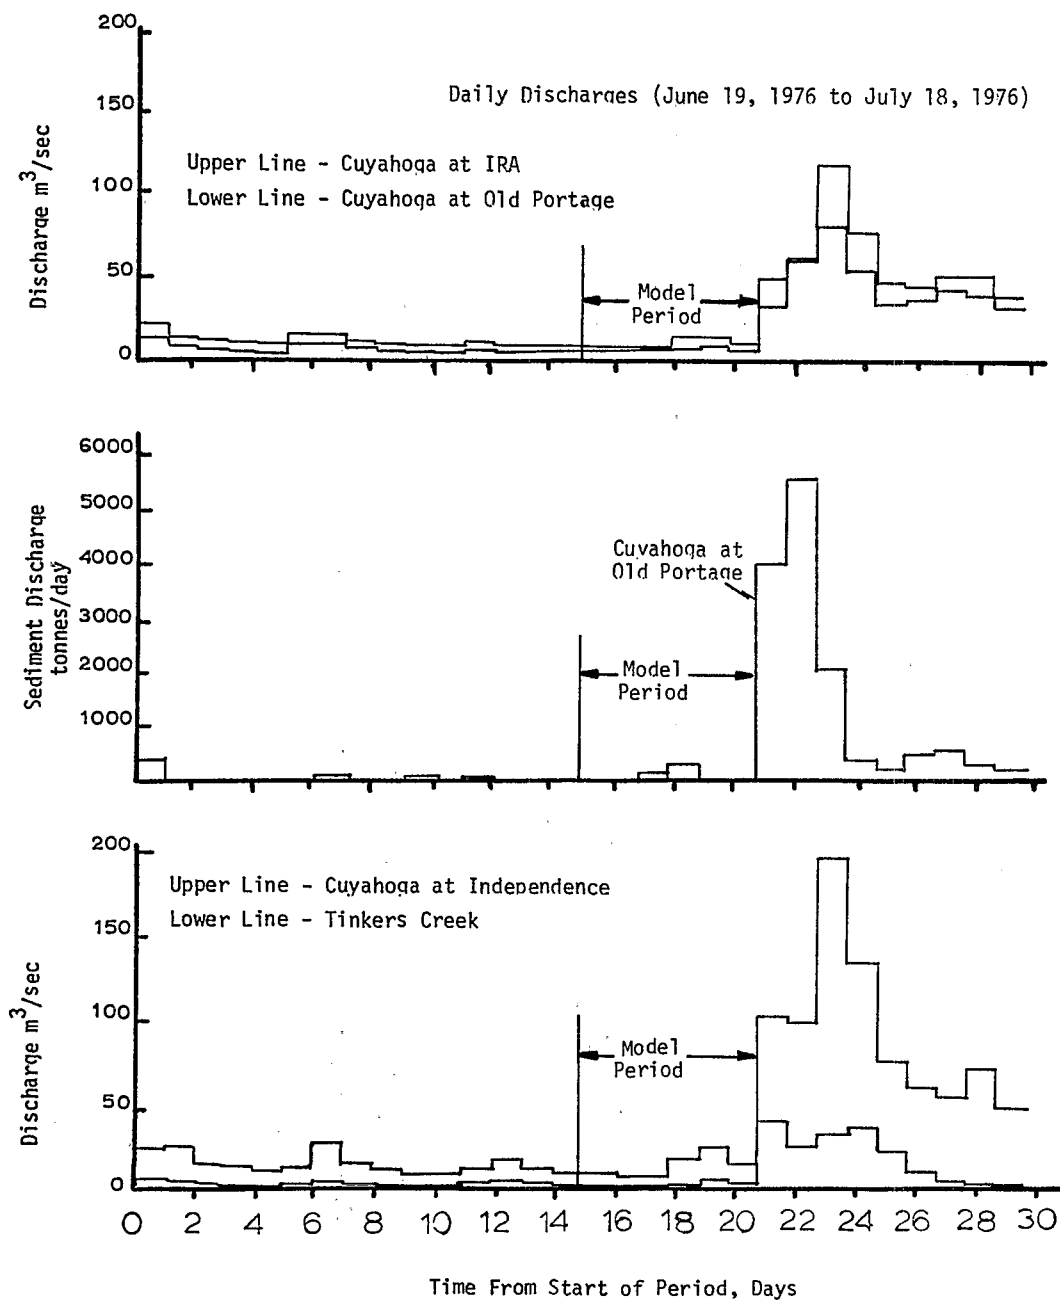 200
150
100
50
0
Discharge m³/sec
Daily Discharges (June 19, 1976 to July 18, 1976)
Upper Line - Cuyahoga at IRA
Lower Line - Cuyahoga at Old Portage
Model
Period
6000
5000
4000
3000
2000
1000
Sediment Discharge
tonnes/day
Cuyahoga at
Old Portage
Model
Period
200
150
100
50
0
Discharge m³/sec
Upper Line - Cuyahoga at Independence
Lower Line - Tinkers Creek
Model
Period
0 2 4 6 8 10 12 14 16 18 20 22 24 26 28 30
Time From Start of Period, Days